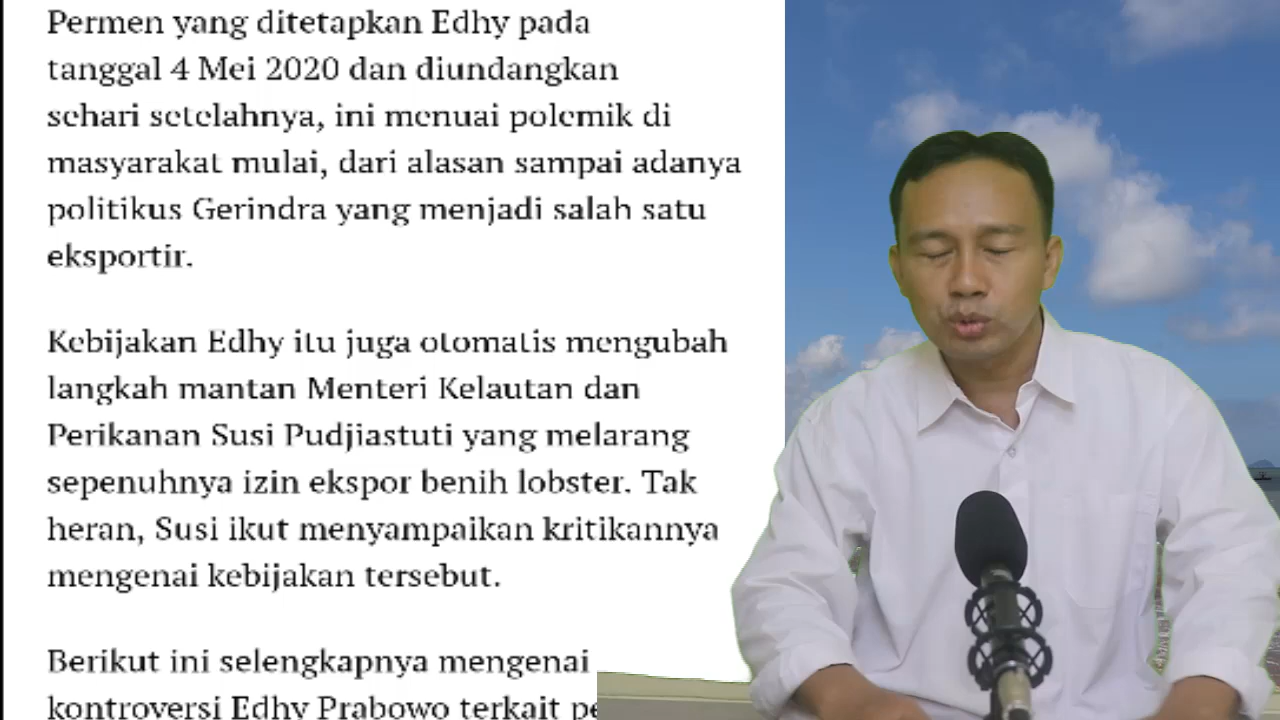 Permen yang ditetapkan Edhy pada
tanggal 4 Mei 2020 dan diundangkan
sehari setelahnya, ini menuai polemik di
masyarakat mulai, dari alasan sampai adanya
politikus Gerindra yang menjadi salah satu
eksportir.
Kebijakan Edhy itu juga otomatis mengubah
langkah mantan Menteri Kelautan dan
Perikanan Susi Pudjiastuti yang melarang
sepenuhnya izin ekspor benih lobster. Tak
heran, Susi ikut menyampaikan kritikannya
mengenai kebijakan tersebut.
Berikut ini selengkapnya mengenai
kontroversi Edhy Prabowo terkait